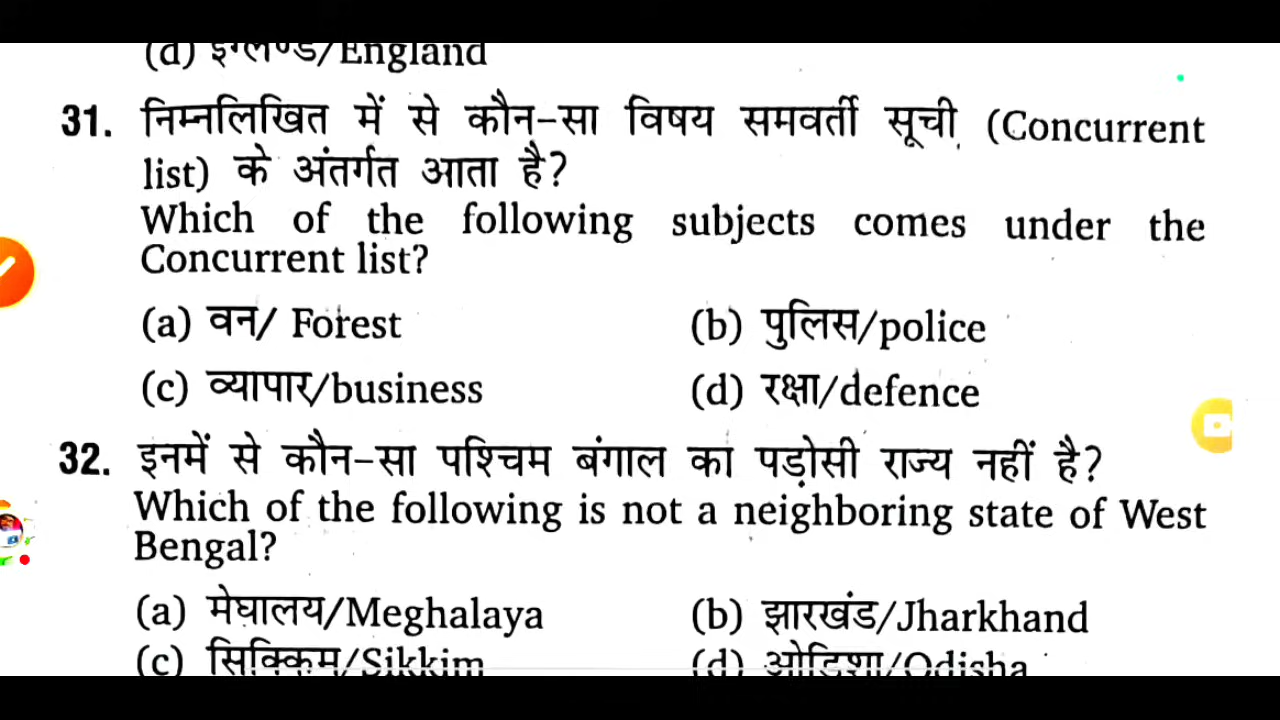 (d) इंग्लैण्ड/England
31. निम्नलिखित में से कौन-सा विषय समवर्ती सूची (Concurrent
list) के अंतर्गत आता है?
Which of the following subjects comes under the
Concurrent list?
(a) वन/ Forest (b) पुलिस/police
(c) व्यापार/business (d) रक्षा/defence
32. इनमें से कौन-सा पश्चिम बंगाल का पड़ोसी राज्य नहीं है?
Which of the following is not a neighboring state of West
Bengal?
(a) मेघालय/Meghalaya (b) झारखंड/Jharkhand
(c) सिक्किम/Sikkim (d) ओडिशा/Odisha